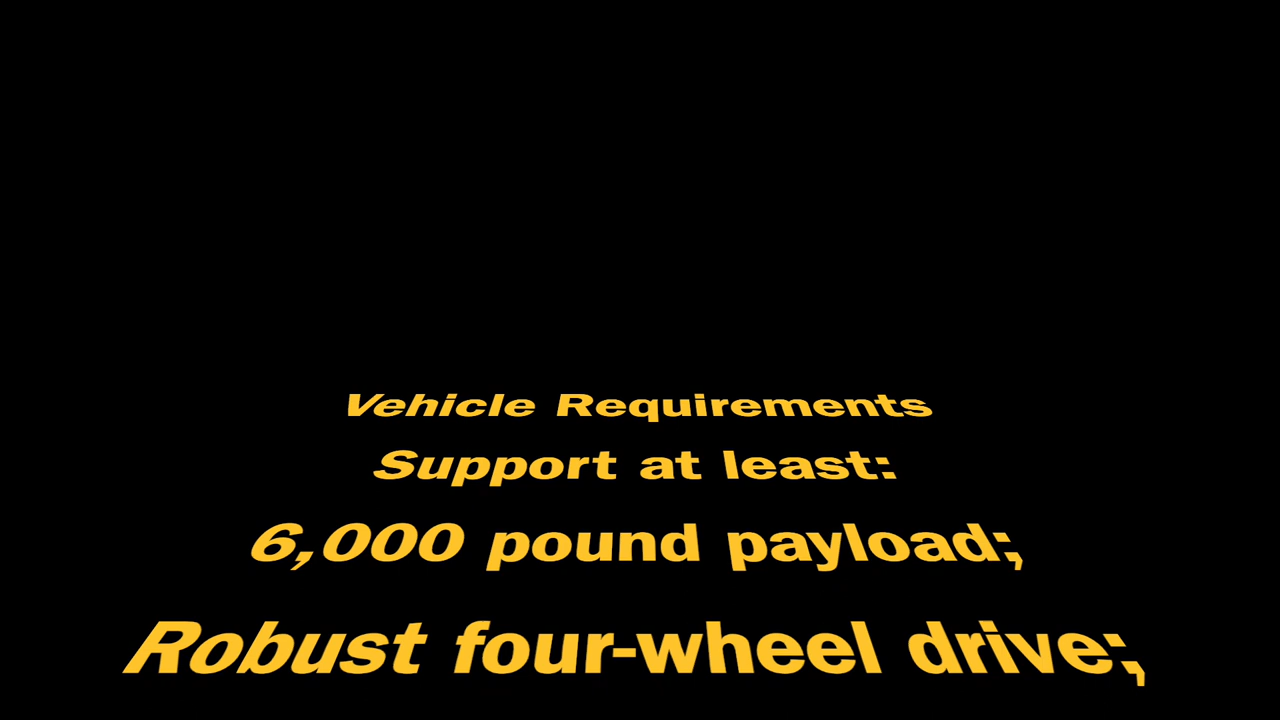 Vehicle Requirements
Support at least:
6,000 pound payload;
Robust four-wheel drive;